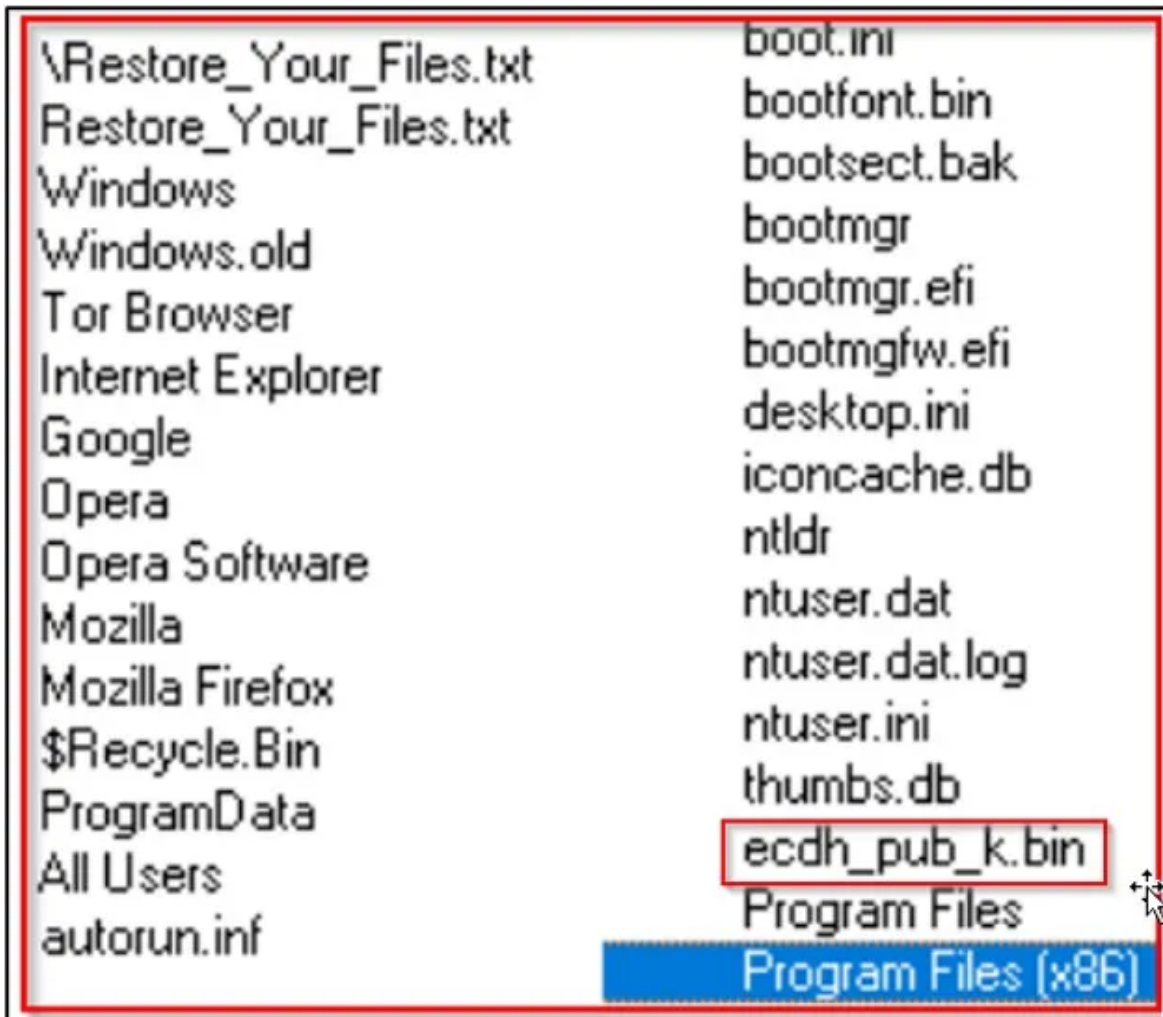 \Restore_Your_Files.txt
Restore_Your_Files.txt
Windows
Windows.old
Tor Browser
Internet Explorer
Google
Opera
Opera Software
Mozilla
Mozilla Firefox
$Recycle.Bin
ProgramData
All Users
autorun.inf
boot.ini
bootfont.bin
bootsect.bak
bootmgr
bootmgr.efi
bootmgfw.efi
desktop.ini
iconcache.db
ntldr
ntuser.dat
ntuser.dat.log
ntuser.ini
thumbs.db
ecdh_pub_k.bin
Program Files
Program Files (x86)